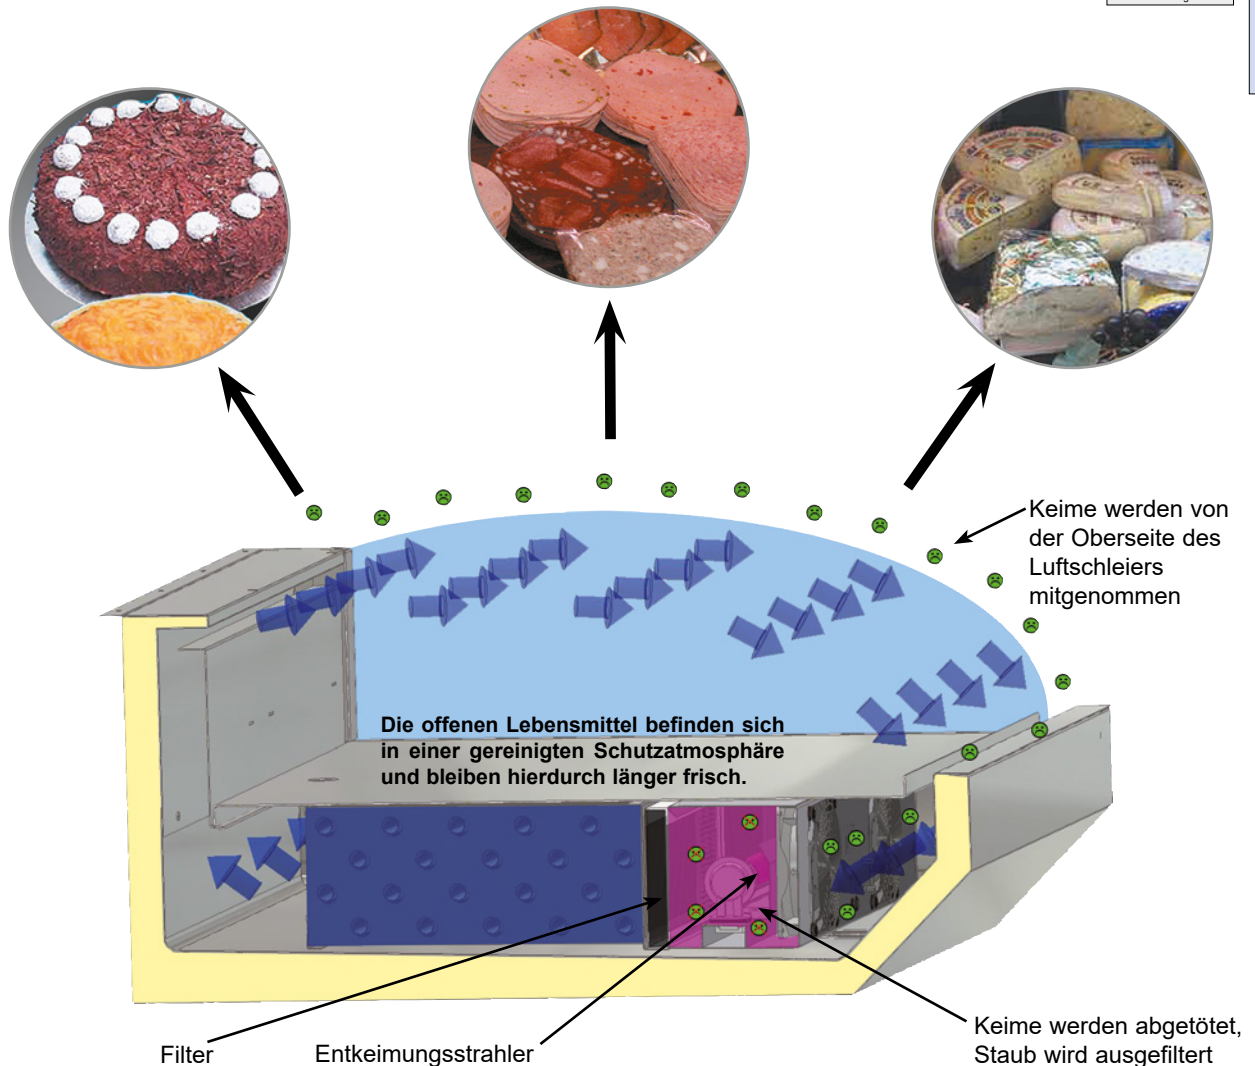 Keime werden von
der Oberseite des
Luftschleiers
mitgenommen
Die offenen Lebensmittel befinden sich
in einer gereinigten Schutzatmosphäre
und bleiben hierdurch länger frisch.
Filter
Entkeimungsstrahler
Keime werden abgetötet,
Staub wird ausgefiltert